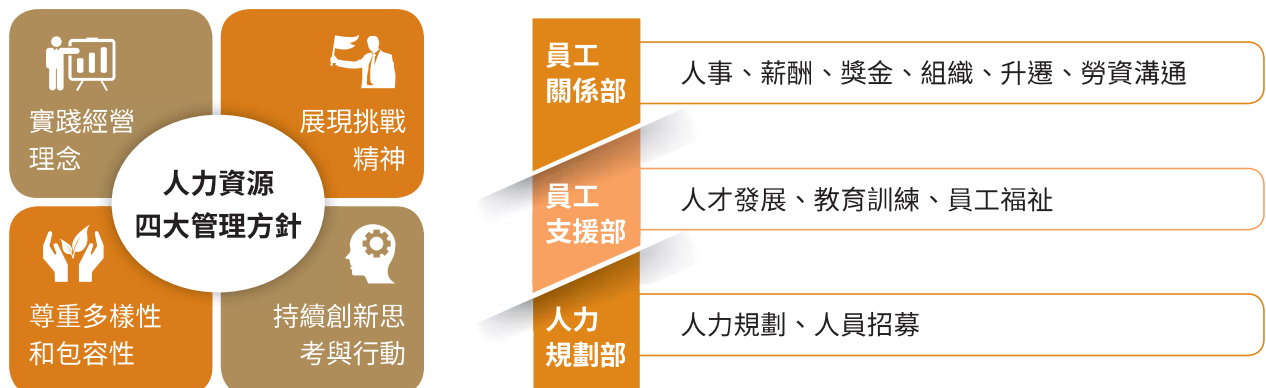 實踐經營
理念
展現挑戰
精神
人力資源
四大管理方針
尊重多樣性
和包容性
持續創新思
考與行動
員工
關係部
人事、薪酬、獎金、組織、升遷、勞資溝通
員工
支援部
人才發展、教育訓練、員工福祉
人力
規劃部
人力規劃、人員招募